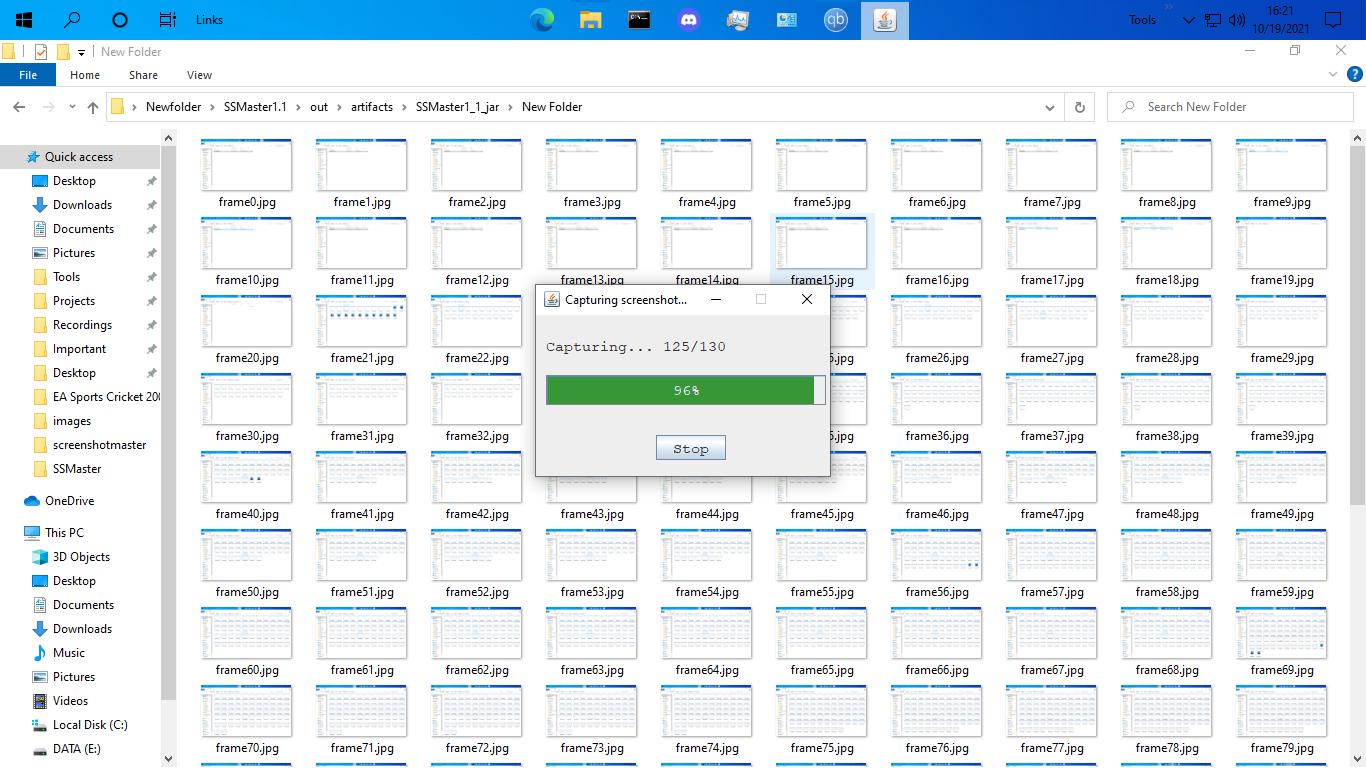 Links
Tools
16:21
10/19/2021
New Folder
File Home Share View
Newfolder SSMaster1.1 out artifacts SSMaster1_1_jar New Folder
Search New Folder
Quick access
Desktop
Downloads
Documents
Pictures
Tools
Projects
Recordings
Important
Desktop
EA Sports Cricket 200
images
screenshotmaster
SSMaster
OneDrive
This PC
3D Objects
Desktop
Documents
Downloads
Music
Pictures
Videos
Local Disk (C:)
DATA (E:)
frame0.jpg frame1.jpg frame2.jpg frame3.jpg frame4.jpg frame5.jpg frame6.jpg frame7.jpg frame8.jpg frame9.jpg
frame10.jpg frame11.jpg frame12.jpg frame13.jpg frame14.jpg frame15.jpg frame16.jpg frame17.jpg frame18.jpg frame19.jpg
frame20.jpg frame21.jpg frame22.jpg frame26.jpg frame27.jpg frame28.jpg frame29.jpg
frame30.jpg frame31.jpg frame32.jpg frame36.jpg frame37.jpg frame38.jpg frame39.jpg
frame40.jpg frame41.jpg frame42.jpg frame43.jpg frame44.jpg frame45.jpg frame46.jpg frame47.jpg frame48.jpg frame49.jpg
frame50.jpg frame51.jpg frame52.jpg frame53.jpg frame54.jpg frame55.jpg frame56.jpg frame57.jpg frame58.jpg frame59.jpg
frame60.jpg frame61.jpg frame62.jpg frame63.jpg frame64.jpg frame65.jpg frame66.jpg frame67.jpg frame68.jpg frame69.jpg
frame70.jpg frame71.jpg frame72.jpg frame73.jpg frame74.jpg frame75.jpg frame76.jpg frame77.jpg frame78.jpg frame79.jpg
Capturing screenshot...
Capturing... 125/130
96%
Stop